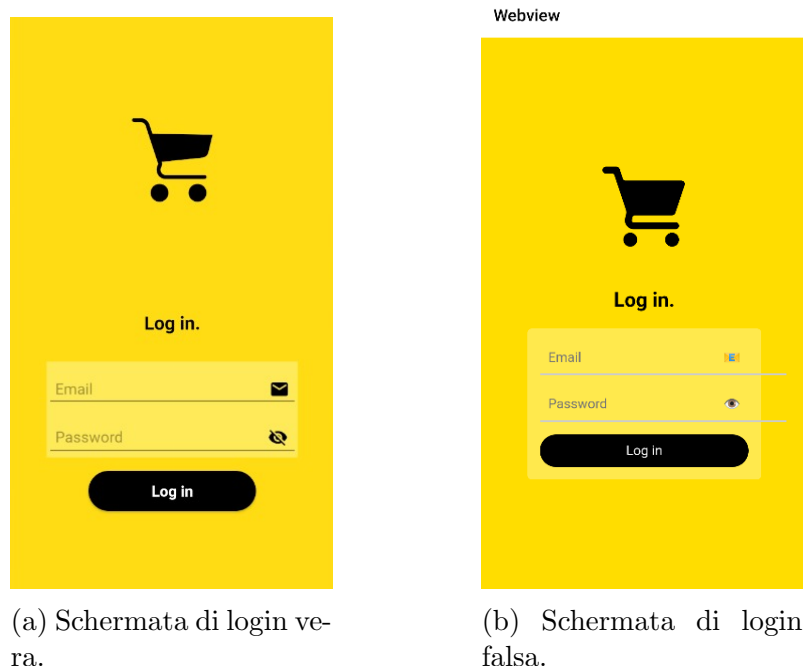 Webview
Log in.
Email
Password
Log in
Log in.
Email
Password
Log in
(a) Schermata di login ve-
ra.
(b) Schermata di login
falsa.